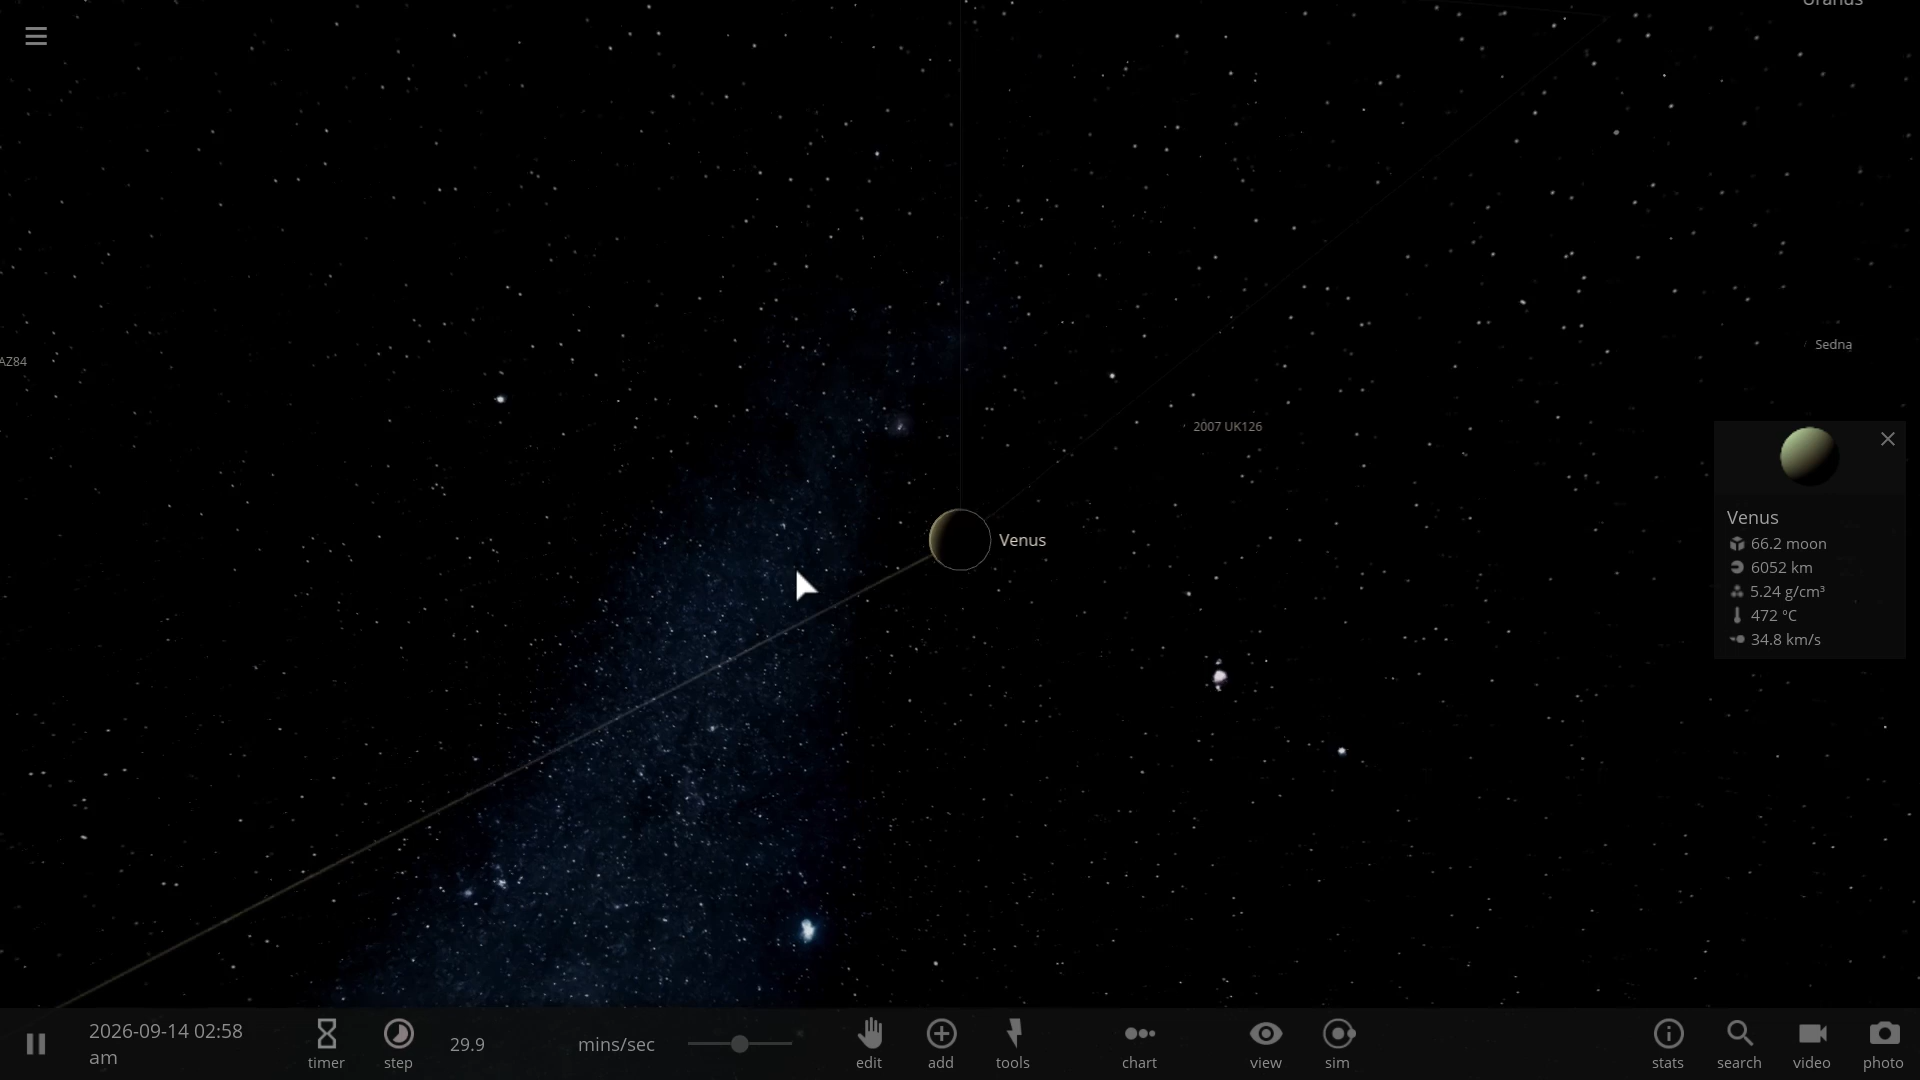 Uranus
AZ84
Sedna
2007 UK126
Venus
Venus
66.2 moon
6052 km
5.24 g/cm³
472 °C
34.8 km/s
2026-09-14 02:58
am
timer
step
29.9
mins/sec
edit
add
tools
chart
view
sim
stats
search
video
photo